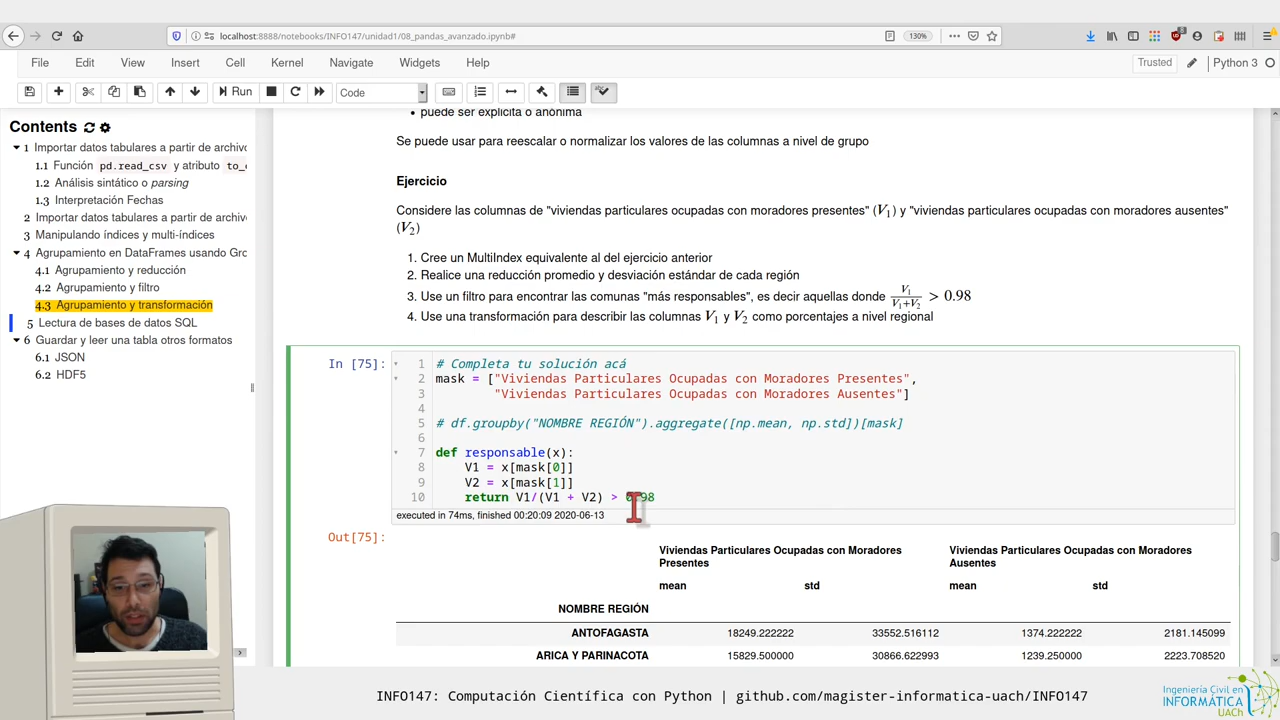 localhost:8888/notebooks/INFO147/unidad1/08_pandas_avanzado.ipynb#
130%
File Edit View Insert Cell Kernel Navigate Widgets Help
Trusted
Python 3
Run
Code
Contents
1 Importar datos tabulares a partir de archivo
1.1 Función pd.read_csv y atributo to_c
1.2 Análisis sintático o parsing
1.3 Interpretación Fechas
2 Importar datos tabulares a partir de archivo
3 Manipulando índices y multi-índices
4 Agrupamiento en DataFrames usando Gro
4.1 Agrupamiento y reducción
4.2 Agrupamiento y filtro
4.3 Agrupamiento y transformación
5 Lectura de bases de datos SQL
6 Guardar y leer una tabla otros formatos
6.1 JSON
6.2 HDF5
puede ser explícita o anónima
Se puede usar para reescalar o normalizar los valores de las columnas a nivel de grupo
Ejercicio
Considere las columnas de "viviendas particulares ocupadas con moradores presentes" (V1) y "viviendas particulares ocupadas con moradores ausentes"
(V2)
1. Cree un MultiIndex equivalente al del ejercicio anterior
2. Realice una reducción promedio y desviación estándar de cada región
3. Use un filtro para encontrar las comunas "más responsables", es decir aquellas donde V1/(V1+V2) > 0.98
4. Use una transformación para describir las columnas V1 y V2 como porcentajes a nivel regional
In [75]:
1 # Completa tu solución acá
2 mask = ["Viviendas Particulares Ocupadas con Moradores Presentes",
3 "Viviendas Particulares Ocupadas con Moradores Ausentes"]
4
5 # df.groupby("NOMBRE REGIÓN").aggregate([np.mean, np.std])[mask]
6
7 def responsable(x):
8 V1 = x[mask[0]]
9 V2 = x[mask[1]]
10 return V1/(V1 + V2) > 0.98
executed in 74ms, finished 00:20:09 2020-06-13
Out[75]:
Viviendas Particulares Ocupadas con Moradores Presentes
Viviendas Particulares Ocupadas con Moradores Ausentes
mean std mean std
NOMBRE REGIÓN
ANTOFAGASTA 18249.222222 33552.516112 1374.222222 2181.145099
ARICA Y PARINACOTA 15829.500000 30866.622993 1239.250000 2223.708520
INFO147: Computación Científica con Python | github.com/magister-informatica-uach/INFO147
Ingeniería Civil en
INFORMÁTICA
UACh